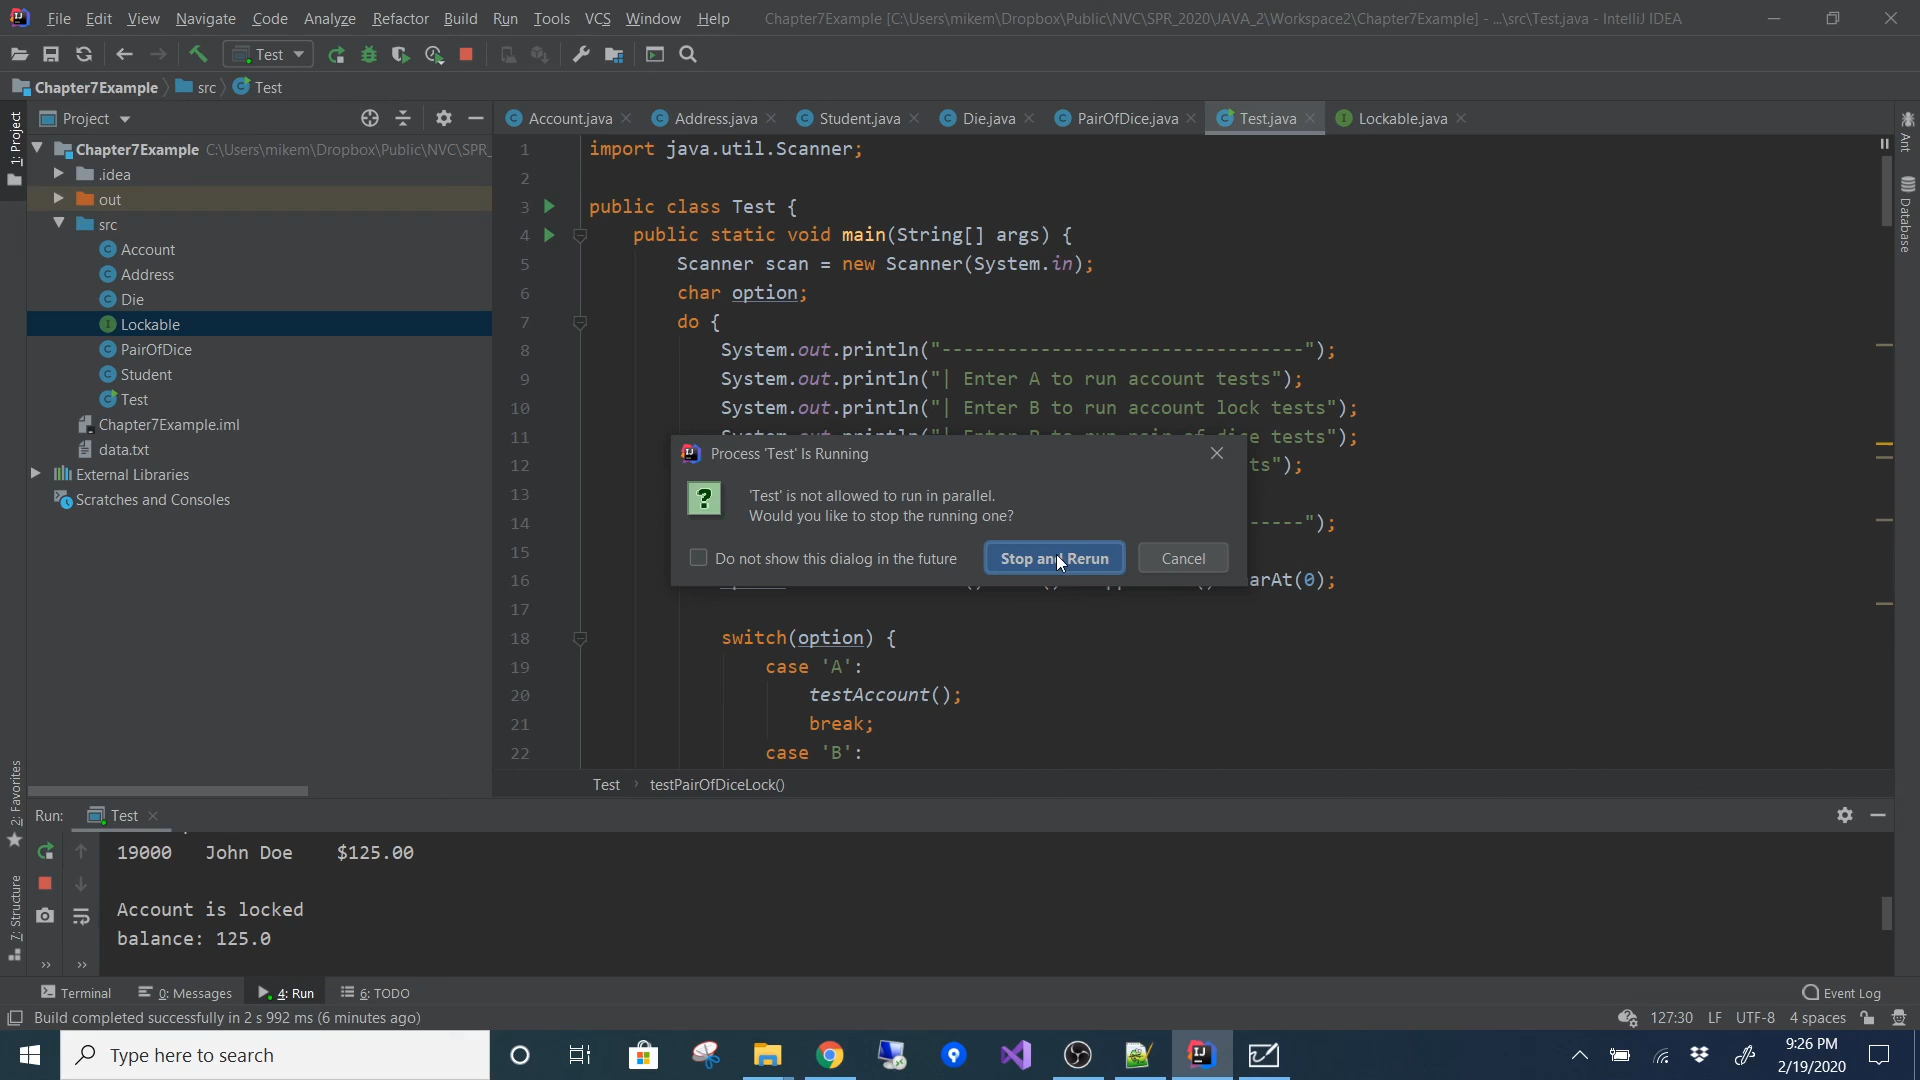 File Edit View Navigate Code Analyze Refactor Build Run Tools VCS Window Help Chapter7Example [C:\Users\mikem\Dropbox\Public\NVC\SPR_2020\JAVA_2\Workspace2\Chapter7Example] - ...\src\Test.java - IntelliJ IDEA
Test
Chapter7Example src Test
1: Project
Project
Account.java Address.java Student.java Die.java PairOfDice.java Test.java Lockable.java
Ant
Database
Chapter7Example C:\Users\mikem\Dropbox\Public\NVC\SPR_
.idea
out
src
Account
Address
Die
Lockable
PairOfDice
Student
Test
Chapter7Example.iml
data.txt
External Libraries
Scratches and Consoles
1 import java.util.Scanner;
2
3 public class Test {
4 public static void main(String[] args) {
5 Scanner scan = new Scanner(System.in);
6 char option;
7 do {
8 System.out.println("---------------------------------");
9 System.out.println("| Enter A to run account tests");
10 System.out.println("| Enter B to run account lock tests");
11 dice tests");
12 ts");
13
14 -----");
15
16 arAt(0);
17
18 switch(option) {
19 case 'A':
20 testAccount();
21 break;
22 case 'B':
Process 'Test' Is Running
?
'Test' is not allowed to run in parallel.
Would you like to stop the running one?
Do not show this dialog in the future Stop and Rerun Cancel
Test › testPairOfDiceLock()
2: Favorites
7: Structure
Run: Test
19000 John Doe $125.00
Account is locked
balance: 125.0
Terminal 0: Messages 4: Run 6: TODO Event Log
Build completed successfully in 2 s 992 ms (6 minutes ago) 127:30 LF UTF-8 4 spaces
Type here to search
9:26 PM
2/19/2020